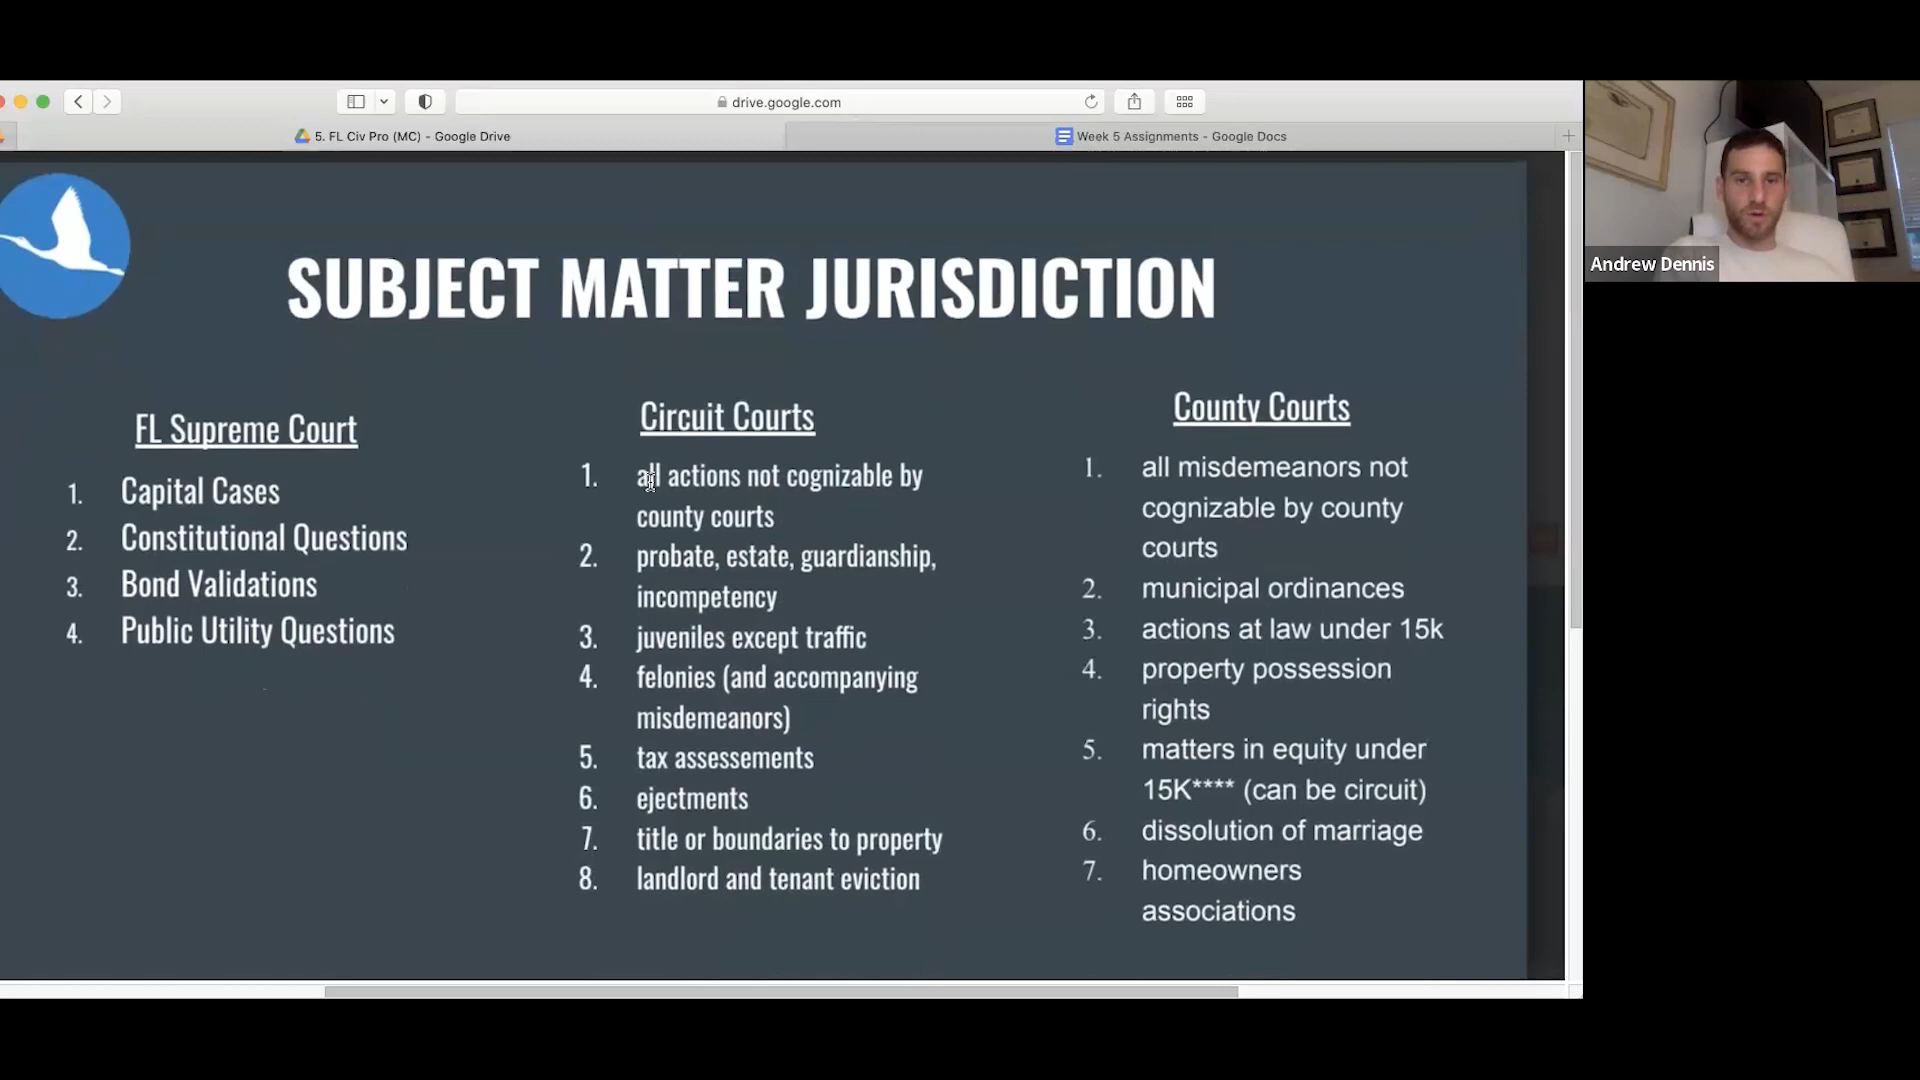 drive.google.com
5. FL Civ Pro (MC) - Google Drive
Week 5 Assignments - Google Docs
Andrew Dennis
SUBJECT MATTER JURISDICTION
FL Supreme Court
1. Capital Cases
2. Constitutional Questions
3. Bond Validations
4. Public Utility Questions
Circuit Courts
1. all actions not cognizable by
county courts
2. probate, estate, guardianship,
incompetency
3. juveniles except traffic
4. felonies (and accompanying
misdemeanors)
5. tax assessements
6. ejectments
7. title or boundaries to property
8. landlord and tenant eviction
County Courts
1. all misdemeanors not
cognizable by county
courts
2. municipal ordinances
3. actions at law under 15k
4. property possession
rights
5. matters in equity under
15K**** (can be circuit)
6. dissolution of marriage
7. homeowners
associations